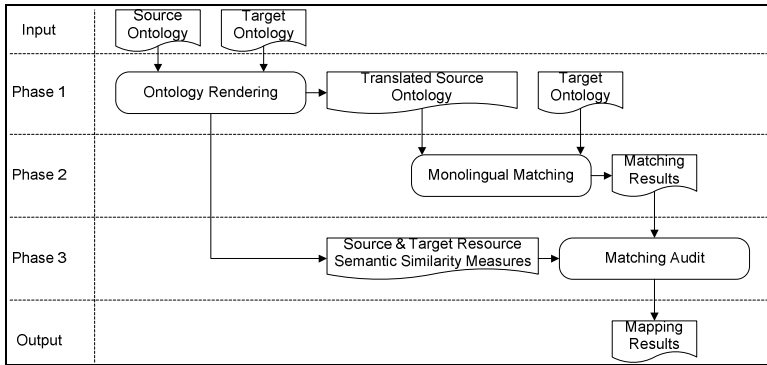 Input
Source
Ontology
Target
Ontology
Phase 1
Ontology Rendering
Translated Source
Ontology
Target
Ontology
Phase 2
Monolingual Matching
Matching
Results
Phase 3
Source & Target Resource
Semantic Similarity Measures
Matching Audit
Output
Mapping
Results